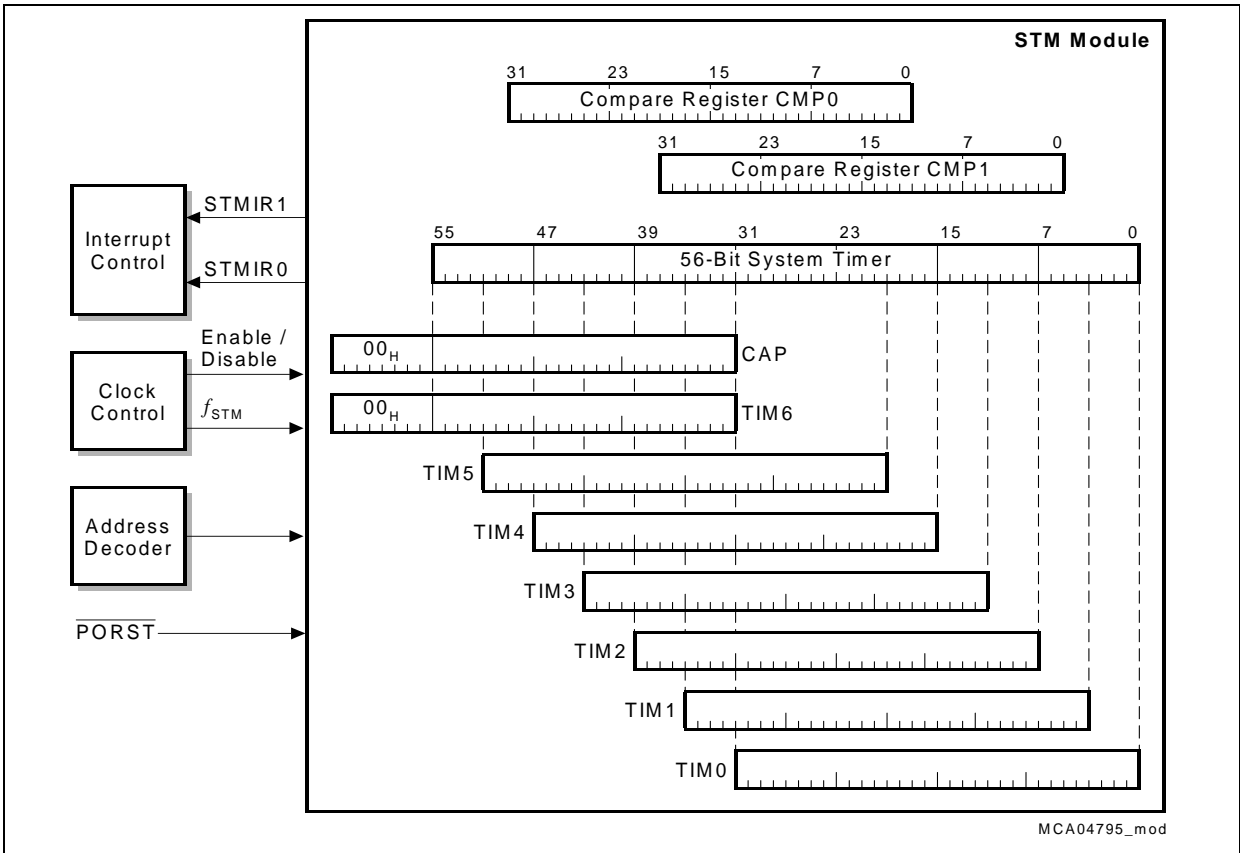 STM Module
31 23 15 7 0
Compare Register CMP0
31 23 15 7 0
Compare Register CMP1
STMIR1
Interrupt
Control
STMIR0
55 47 39 31 23 15 7 0
56-Bit System Timer
Enable /
Disable
Clock
Control
fSTM
00H
CAP
00H
TIM6
TIM5
Address
Decoder
TIM4
TIM3
PORST
TIM2
TIM1
TIM0
MCA04795_mod